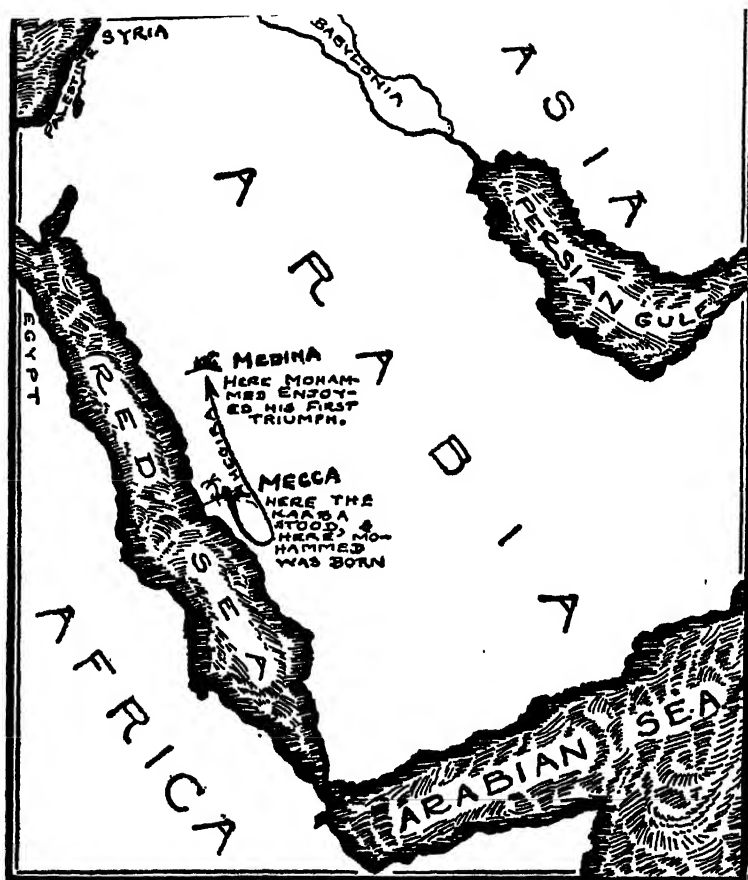 SYRIA
PALESTINE
BABYLONIA
ASIA
ARABIA
PERSIAN GULF
EGYPT
RED SEA
MEDINA
HERE MOHAM-
MED ENJOY-
ED HIS FIRST
TRIUMPH.
HEGIRA
MECCA
HERE THE
KAABA
STOOD, &
HERE, MO-
HAMMED
WAS BORN
AFRICA
ARABIAN SEA